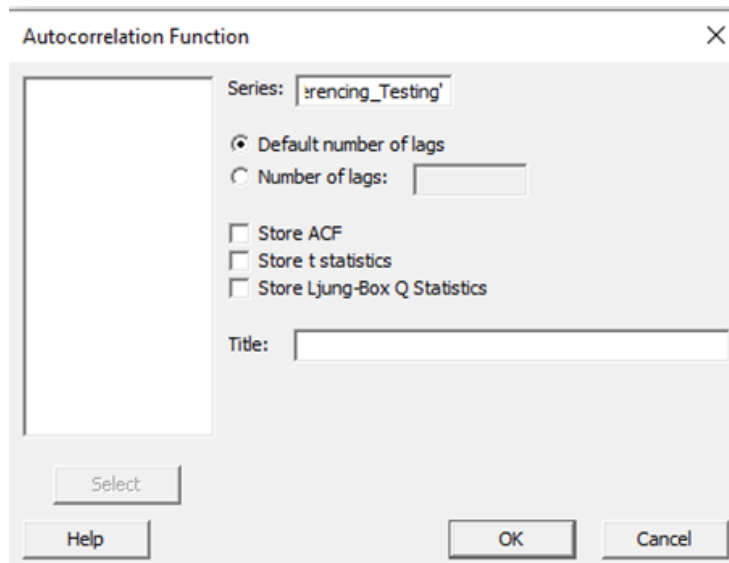 Autocorrelation Function
Series: erencing_Testing'
Default number of lags
Number of lags:
Store ACF
Store t statistics
Store Ljung-Box Q Statistics
Title:
Select
Help OK Cancel